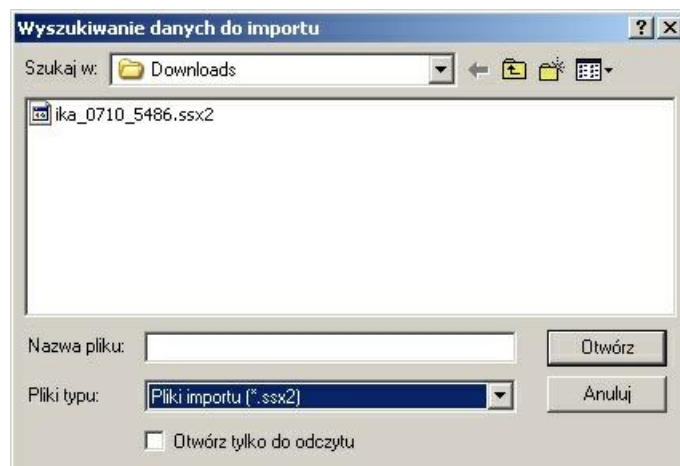 Wyszukiwanie danych do importu
Szukaj w: Downloads
ika_0710_5486.ssx2
Nazwa pliku: Otwórz
Pliki typu: Pliki importu (*.ssx2) Anuluj
Otwórz tylko do odczytu